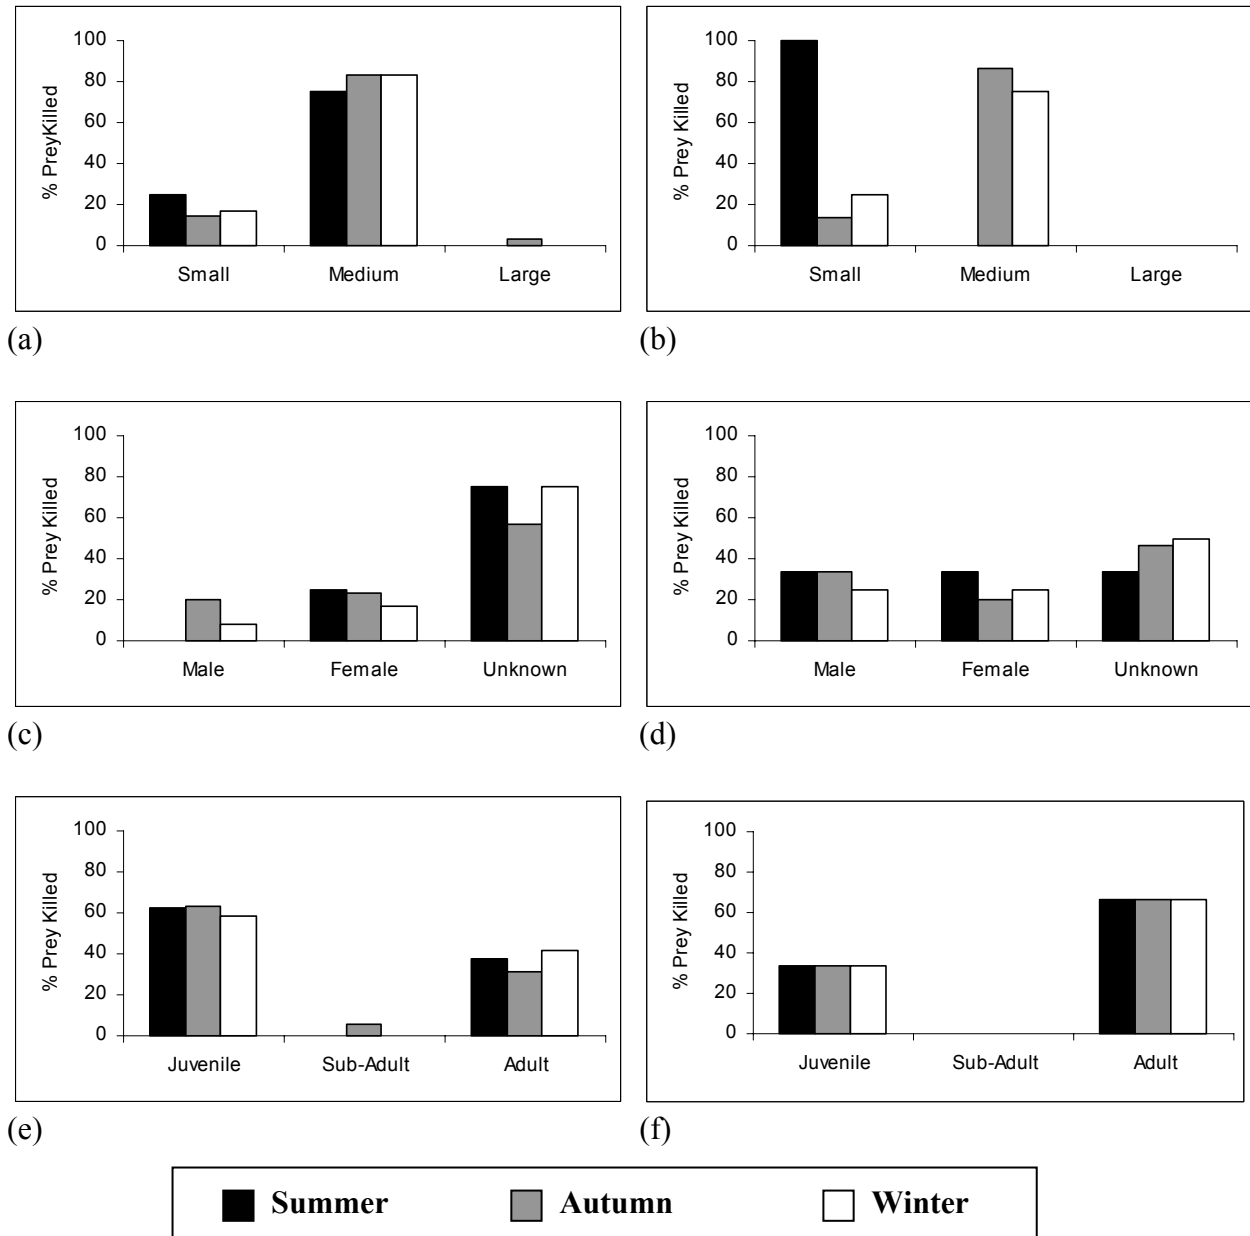 % PreyKilled
100
80
60
40
20
0
Small Medium Large
(a)
% Prey Killed
100
80
60
40
20
0
Small Medium Large
(b)
% Prey Killed
100
80
60
40
20
0
Male Female Unknown
(c)
% Prey Killed
100
80
60
40
20
0
Male Female Unknown
(d)
% Prey Killed
100
80
60
40
20
0
Juvenile Sub-Adult Adult
(e)
% Prey Killed
100
80
60
40
20
0
Juvenile Sub-Adult Adult
(f)
Summer Autumn Winter